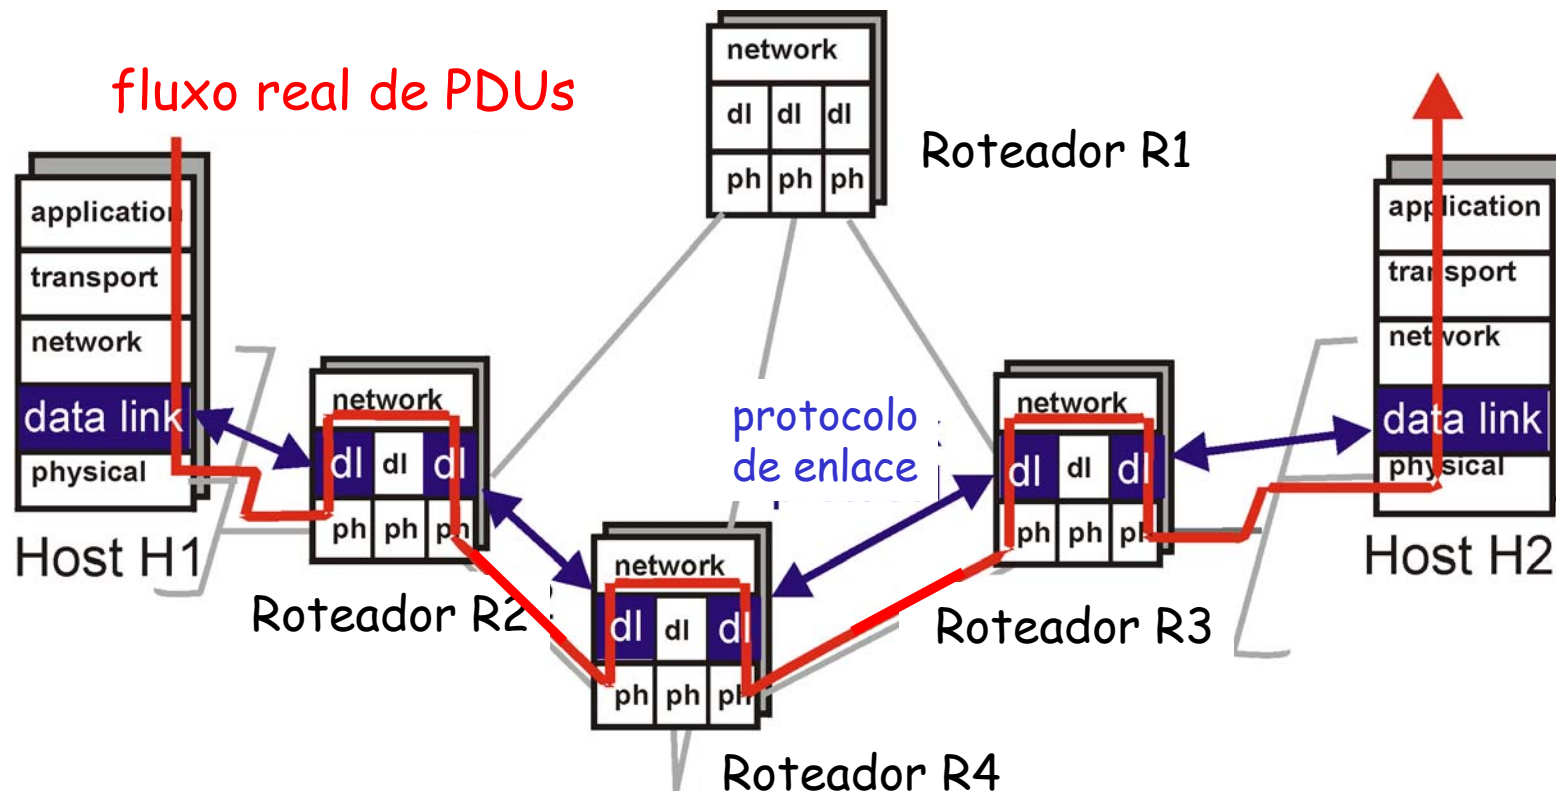 fluxo real de PDUs
network
dl dl dl
ph ph ph
Roteador R1
application
transport
network
data link
physical
Host H1
network
dl dl dl
ph ph ph
Roteador R2
protocolo
de enlace
network
dl dl dl
ph ph ph
Roteador R4
network
dl dl dl
ph ph ph
Roteador R3
application
transport
network
data link
physical
Host H2